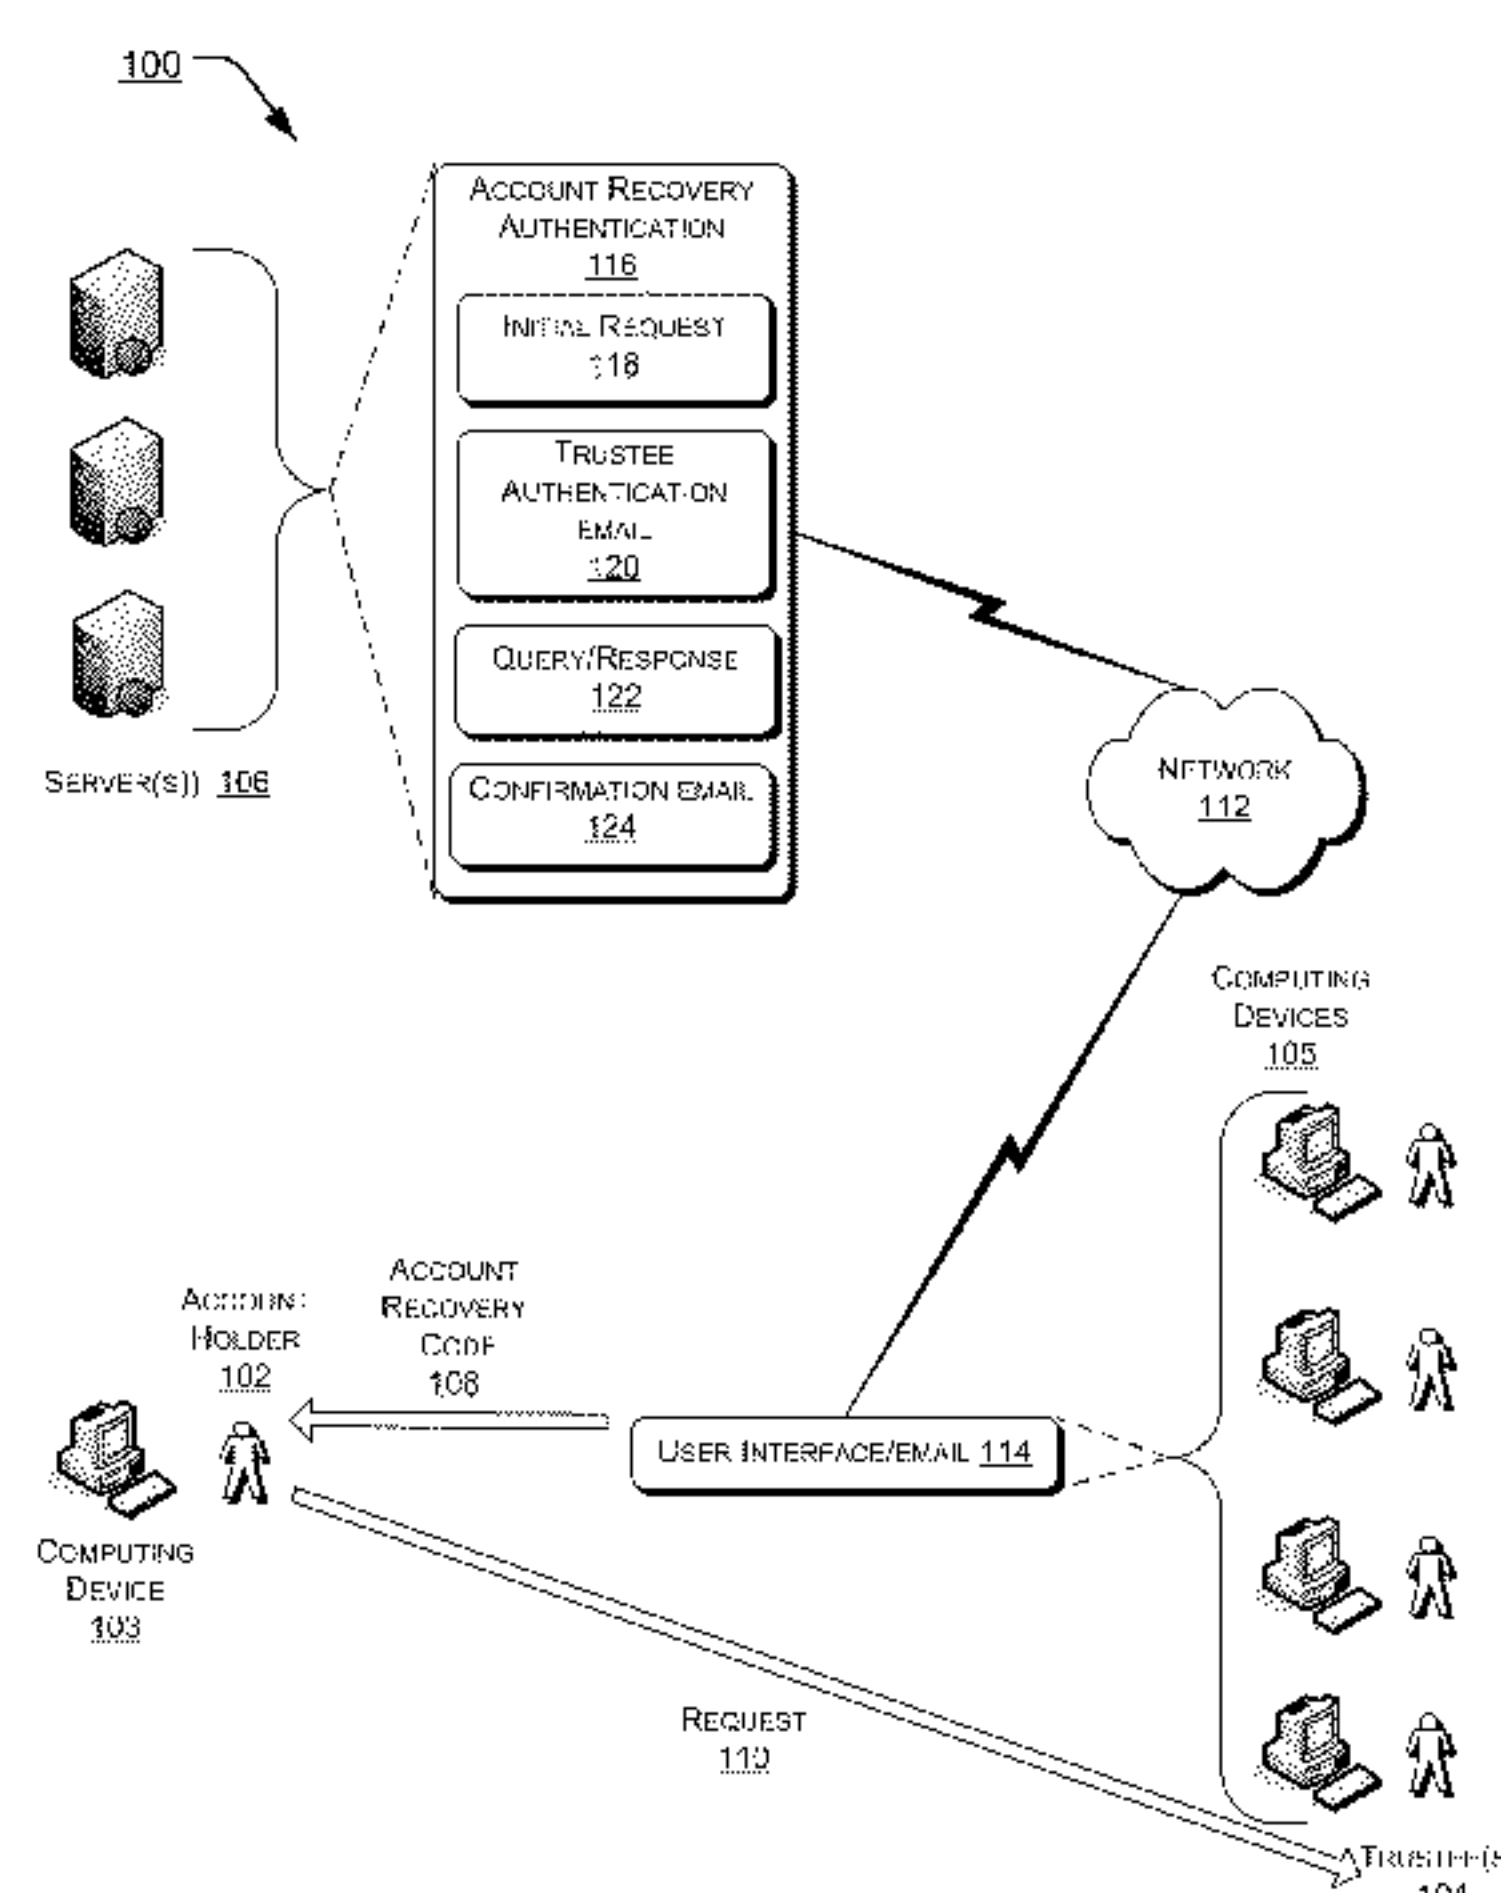 100
ACCOUNT RECOVERY
AUTHENTICATION
116
INITIAL REQUEST
118
TRUSTEE
AUTHENTICATION
EMAIL
120
QUERY/RESPONSE
122
CONFIRMATION EMAIL
124
SERVER(S)) 106
NETWORK
112
COMPUTING
DEVICES
105
ACCOUNT
RECOVERY
CODE
108
ACCOUNT
HOLDER
102
USER INTERFACE/EMAIL 114
COMPUTING
DEVICE
103
REQUEST
110
TRUSTEE(S
104